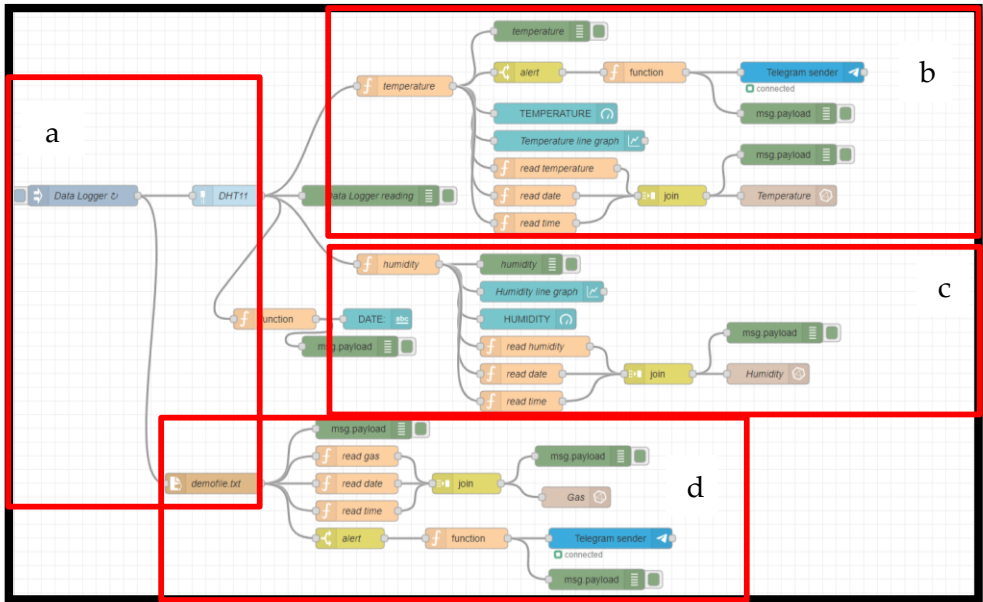 a
Data Logger ↻
DHT11
Data Logger reading
function
DATE:
abc
msg.payload
b
temperature
temperature
alert
function
Telegram sender
connected
msg.payload
TEMPERATURE
Temperature line graph
read temperature
read date
read time
join
msg.payload
Temperature
c
humidity
humidity
Humidity line graph
HUMIDITY
read humidity
read date
read time
join
msg.payload
Humidity
d
demofile.txt
msg.payload
read gas
read date
read time
join
msg.payload
Gas
alert
function
Telegram sender
connected
msg.payload